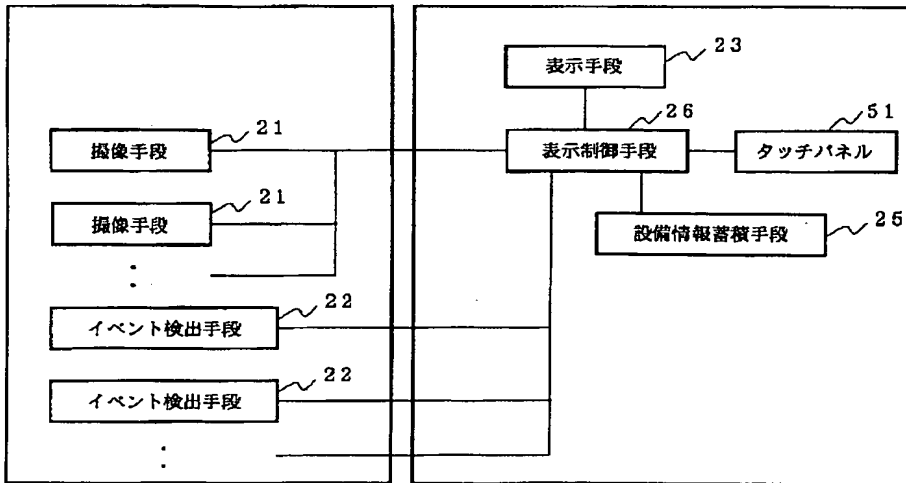 撮像手段
21
撮像手段
21
イベント検出手段
22
イベント検出手段
22
表示手段
23
表示制御手段
26
タッチパネル
51
設備情報蓄積手段
25